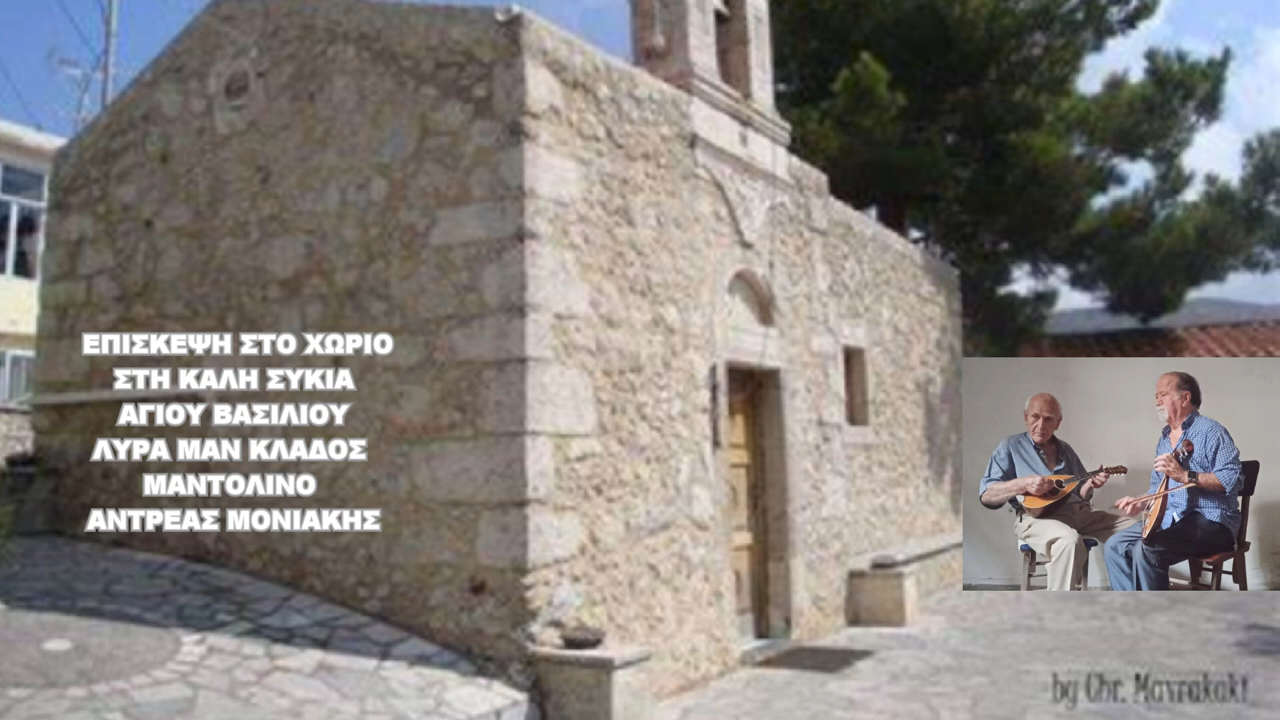 ΕΠΙΣΚΕΨΗ ΣΤΟ ΧΩΡΙΟ
ΣΤΗ ΚΑΛΗ ΣΥΚΙΑ
ΑΓΙΟΥ ΒΑΣΙΛΙΟΥ
ΛΥΡΑ ΜΑΝ ΚΛΑΔΟΣ
ΜΑΝΤΟΛΙΝΟ
ΑΝΤΡΕΑΣ ΜΟΝΙΑΚΗΣ
by Chr. Mavrakaki